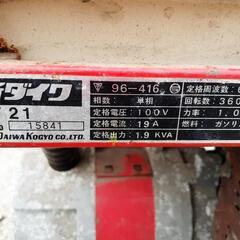 ダイワ
21
15841
DAIWA KOGYO CO.,LTD.
〒 96-416
相数: 単相
定格電圧: 100V
定格電流: 19A
定格出力: 1.9 KVA
定格周波数: 6
回転数: 360
力率: 1.0
燃料: ガソリ